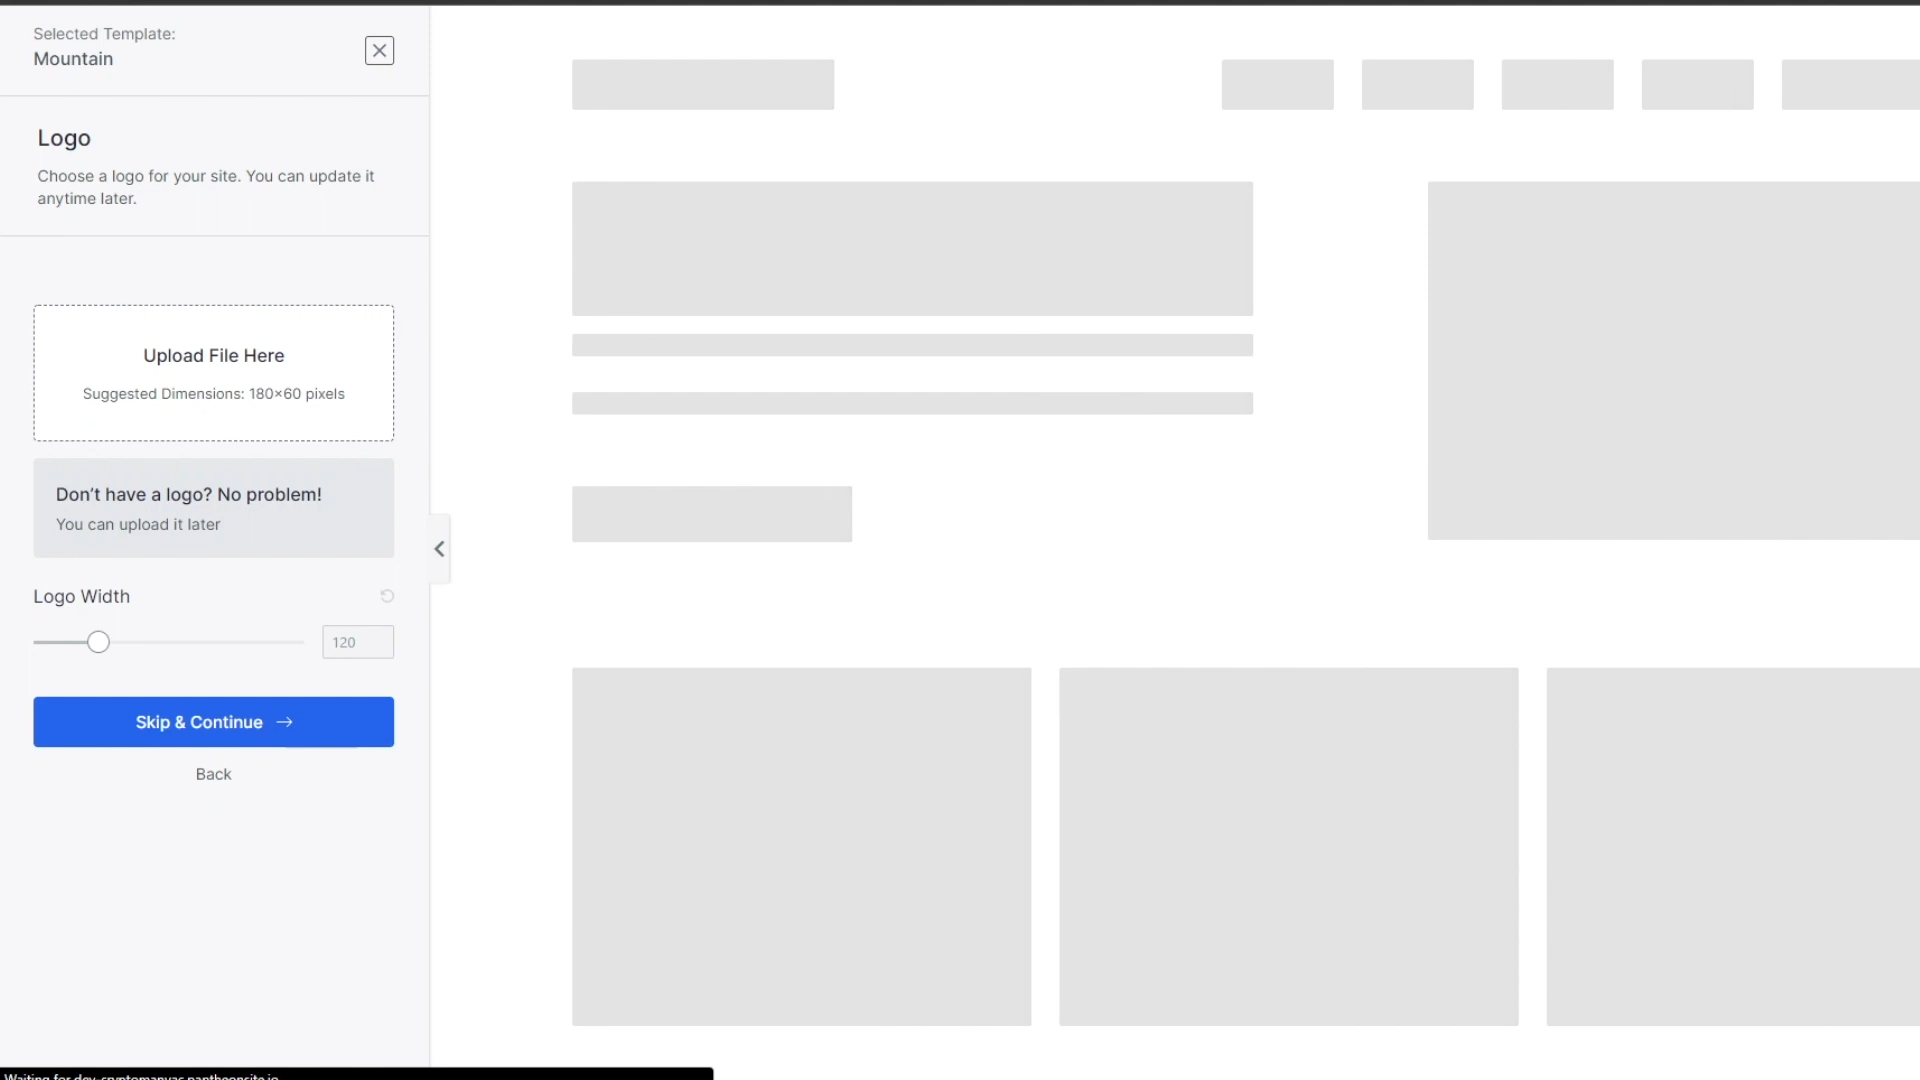 Selected Template:
Mountain
Logo
Choose a logo for your site. You can update it
anytime later.
Upload File Here
Suggested Dimensions: 180×60 pixels
Don’t have a logo? No problem!
You can upload it later
Logo Width
120
Skip & Continue
Back
Waiting for